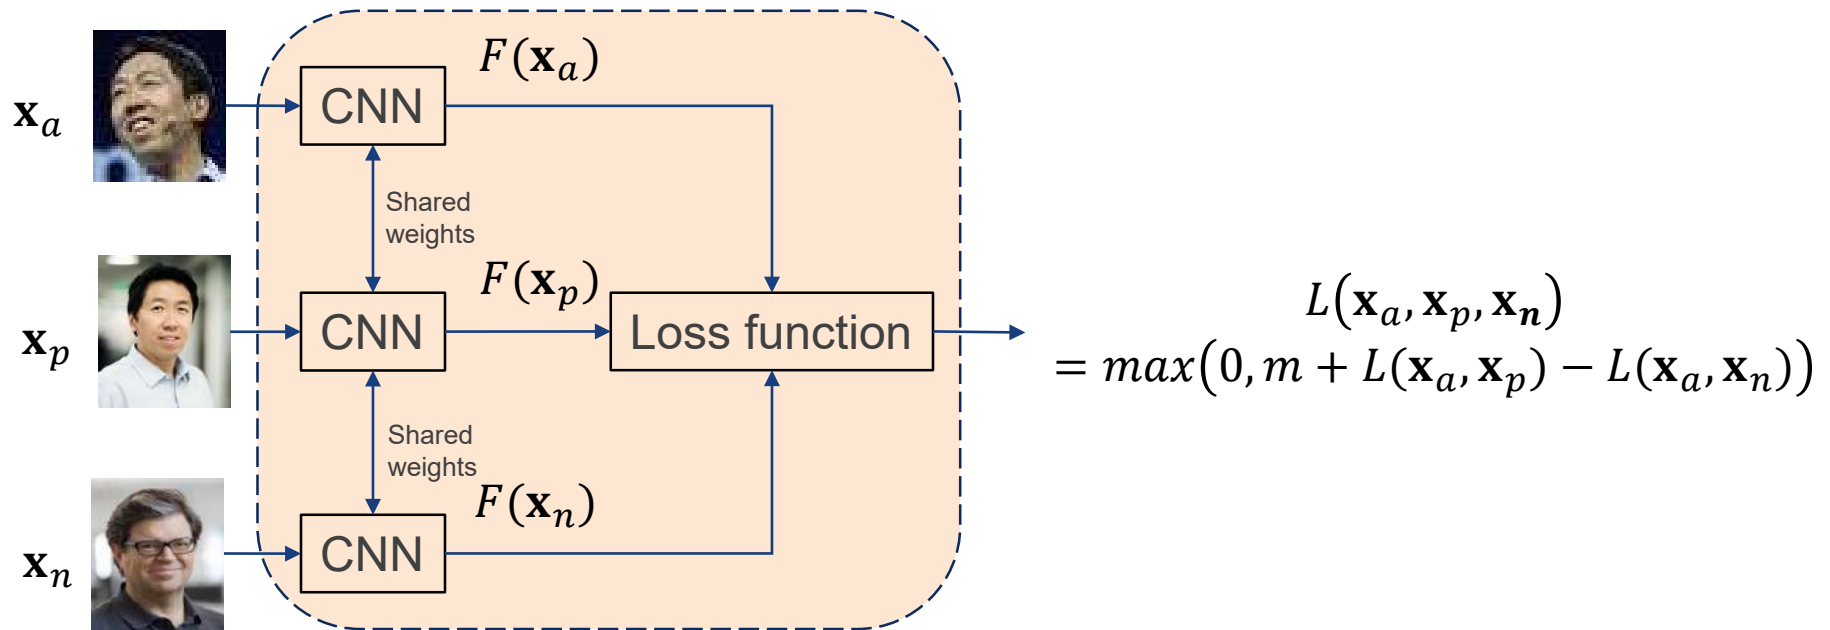 𝐱ₐ
CNN
F(𝐱ₐ)
Shared
weights
𝐱ₚ
CNN
F(𝐱ₚ)
Loss function
L(𝐱ₐ, 𝐱ₚ, 𝐱ₙ)
= max(0, m + L(𝐱ₐ, 𝐱ₚ) − L(𝐱ₐ, 𝐱ₙ))
Shared
weights
𝐱ₙ
CNN
F(𝐱ₙ)